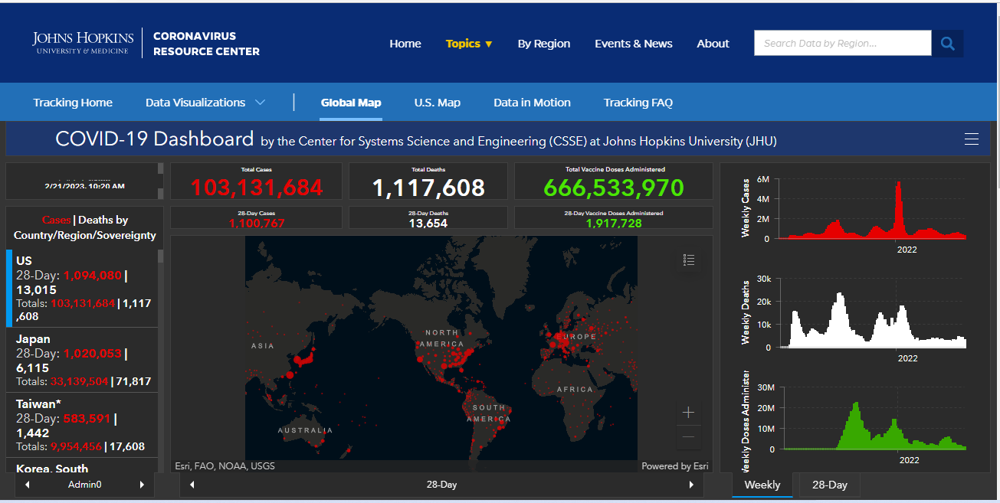 JOHNS HOPKINS
UNIVERSITY & MEDICINE
CORONAVIRUS
RESOURCE CENTER
Home
Topics ▼
By Region
Events & News
About
Search Data by Region...
Tracking Home
Data Visualizations
Global Map
U.S. Map
Data in Motion
Tracking FAQ
COVID-19 Dashboard by the Center for Systems Science and Engineering (CSSE) at Johns Hopkins University (JHU)
2/21/2023, 10:20 AM
Cases | Deaths by
Country/Region/Sovereignty
US
28-Day: 1,094,080 |
13,015
Totals: 103,131,684 | 1,117
,608
Japan
28-Day: 1,020,053 |
6,115
Totals: 33,139,504 | 71,817
Taiwan*
28-Day: 583,591 |
1,442
Totals: 9,954,456 | 17,608
Korea, South
Admin0
Total Cases
103,131,684
Total Deaths
1,117,608
Total Vaccine Doses Administered
666,533,970
28-Day Cases
1,100,767
28-Day Deaths
13,654
28-Day Vaccine Doses Administered
1,917,728
ASIA
NORTH
AMERICA
EUROPE
AFRICA
SOUTH
AMERICA
AUSTRALIA
Esri, FAO, NOAA, USGS
Powered by Esri
28-Day
Weekly Cases
6M
4M
2M
0
2022
Weekly Deaths
30k
20k
10k
0
2022
Weekly Doses Administer
30M
20M
10M
0
2022
Weekly
28-Day